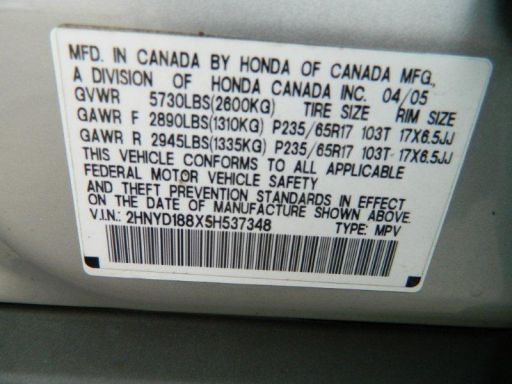 MFD. IN CANADA BY HONDA OF CANADA MFG.,
A DIVISION OF HONDA CANADA INC. 04/05
GVWR 5730LBS(2600KG) TIRE SIZE RIM SIZE
GAWR F 2890LBS(1310KG) P235/65R17 103T 17X6.5JJ
GAWR R 2945LBS(1335KG) P235/65R17 103T 17X6.5JJ
THIS VEHICLE CONFORMS TO ALL APPLICABLE
FEDERAL MOTOR VEHICLE SAFETY
AND THEFT PREVENTION STANDARDS IN EFFECT
ON THE DATE OF MANUFACTURE SHOWN ABOVE.
V.I.N.: 2HNYD188X5H537348 TYPE: MPV